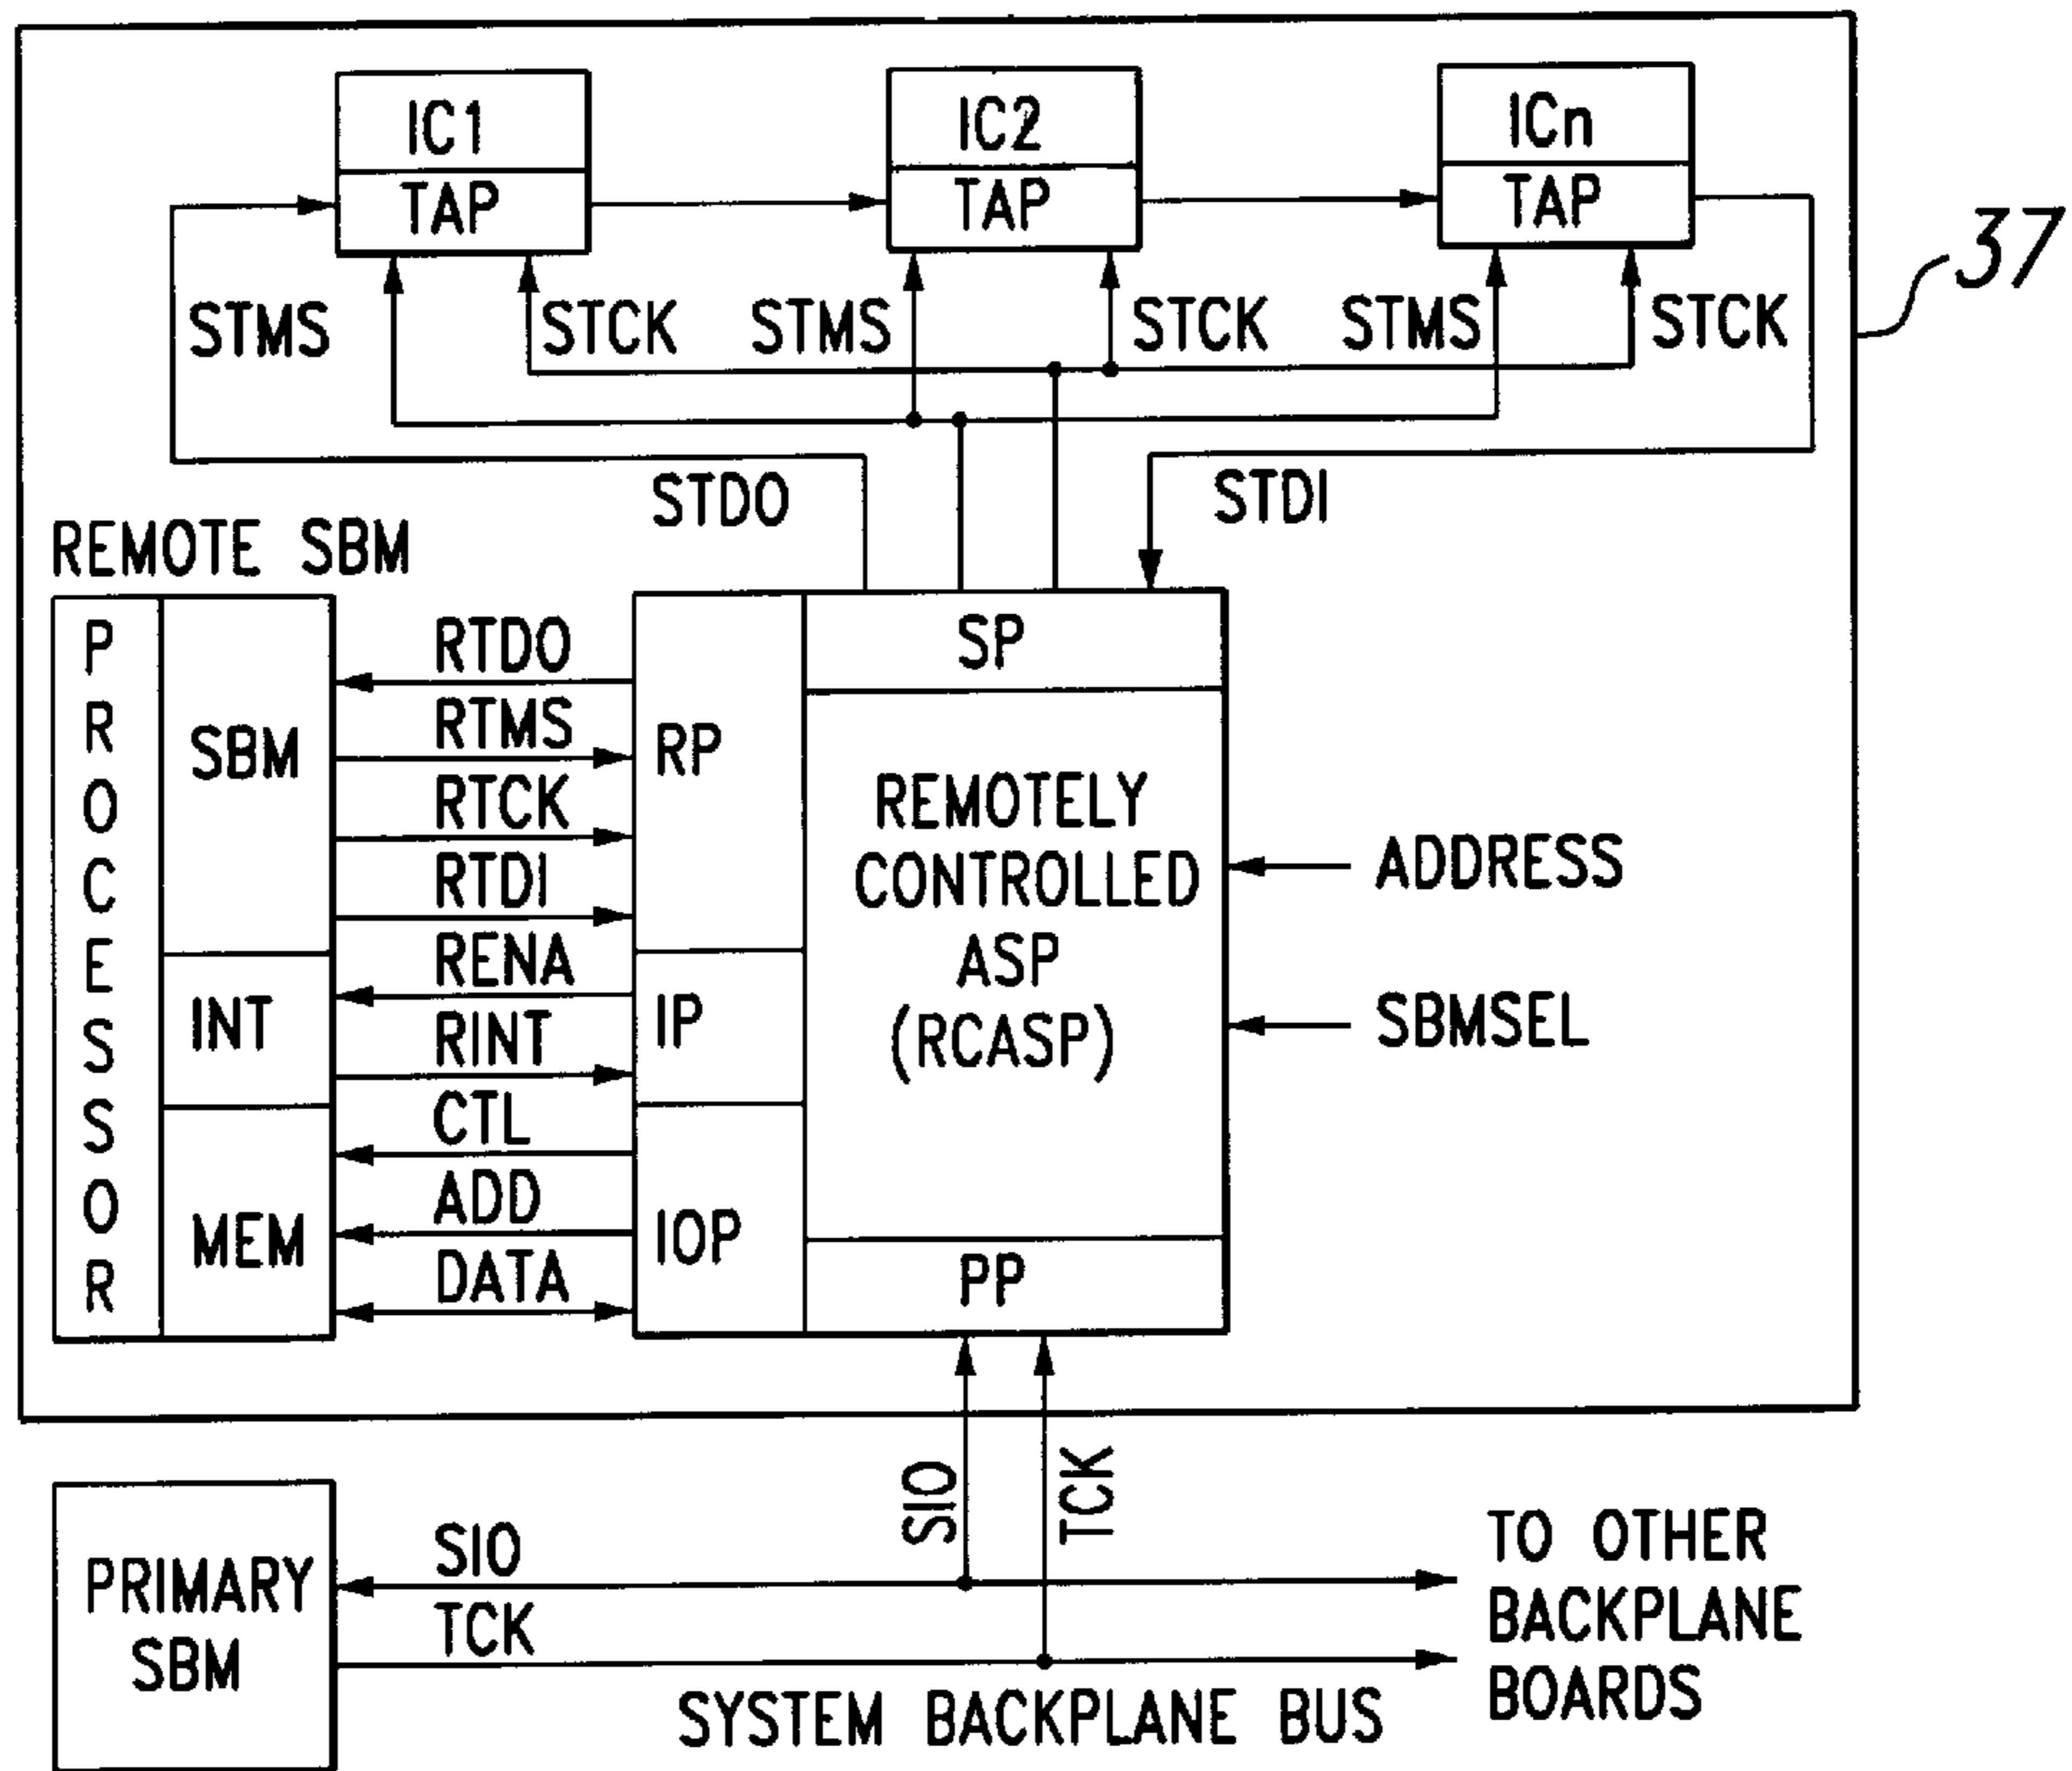 IC1
TAP
IC2
TAP
ICn
TAP
37
STMS
STCK
STMS
STCK
STMS
STCK
STDO
STDI
REMOTE SBM
PROCESSOR
SBM
INT
MEM
RTDO
RTMS
RTCK
RTDI
RENA
RINT
CTL
ADD
DATA
RP
IP
IOP
SP
REMOTELY
CONTROLLED
ASP
(RCASP)
PP
ADDRESS
SBMSEL
SIO
TCK
PRIMARY
SBM
SIO
TCK
SYSTEM BACKPLANE BUS
TO OTHER
BACKPLANE
BOARDS